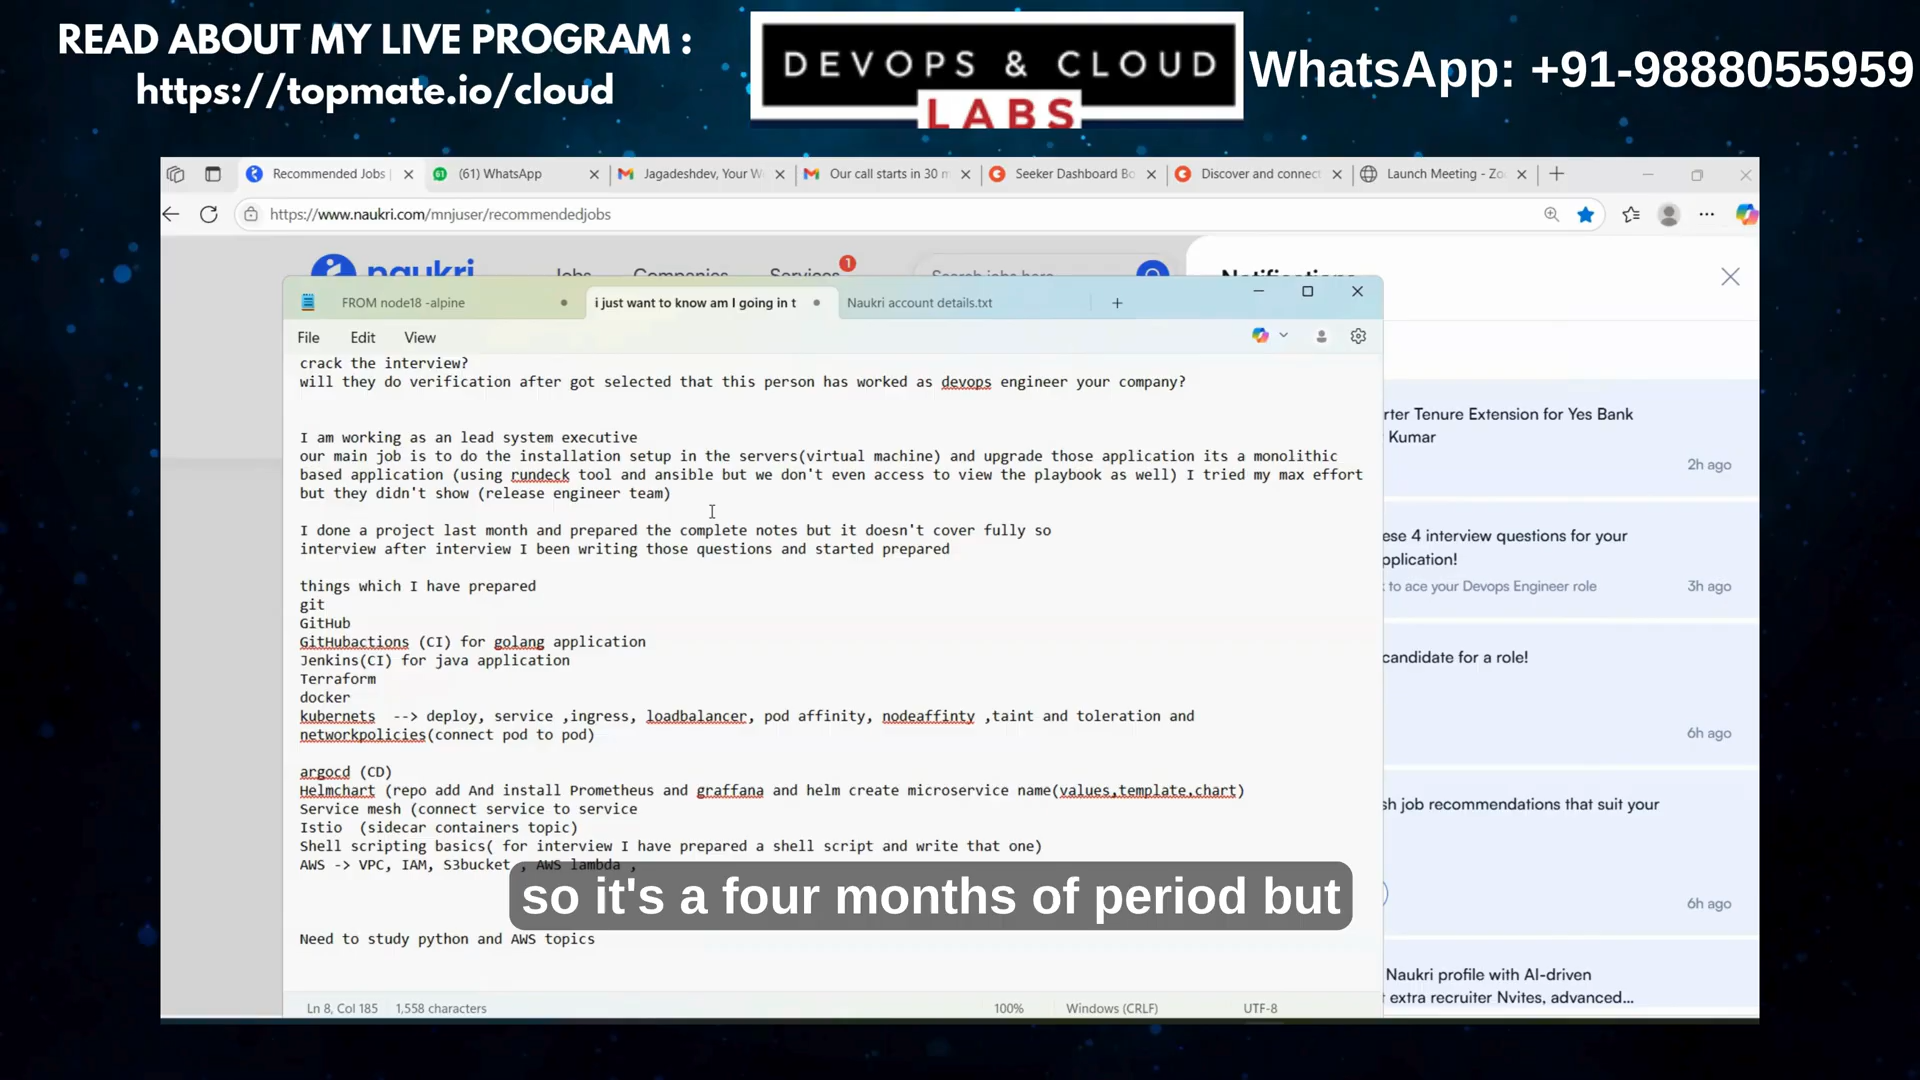 READ ABOUT MY LIVE PROGRAM :
https://topmate.io/cloud
DEVOPS & CLOUD
LABS
WhatsApp: +91-9888055959
Recommended Jobs
(61) WhatsApp
Jagadeshdev, Your W
Our call starts in 30 m
Seeker Dashboard Bo
Discover and connect
Launch Meeting - Zo
https://www.naukri.com/mnjuser/recommendedjobs
naukri
Jobs
Companies
Services
1
Search jobs here
Notifications
FROM node18 -alpine
i just want to know am I going in t
Naukri account details.txt
File
Edit
View
crack the interview?
will they do verification after got selected that this person has worked as devops engineer your company?
I am working as an lead system executive
our main job is to do the installation setup in the servers(virtual machine) and upgrade those application its a monolithic
based application (using rundeck tool and ansible but we don't even access to view the playbook as well) I tried my max effort
but they didn't show (release engineer team)
I done a project last month and prepared the complete notes but it doesn't cover fully so
interview after interview I been writing those questions and started prepared
things which I have prepared
git
GitHub
GitHubactions (CI) for golang application
Jenkins(CI) for java application
Terraform
docker
kubernets --> deploy, service ,ingress, loadbalancer, pod affinity, nodeaffinty ,taint and toleration and
networkpolicies(connect pod to pod)
argocd (CD)
Helmchart (repo add And install Prometheus and graffana and helm create microservice name(values,template,chart)
Service mesh (connect service to service
Istio (sidecar containers topic)
Shell scripting basics( for interview I have prepared a shell script and write that one)
AWS -> VPC, IAM, S3bucket , AWS lambda ,
Need to study python and AWS topics
so it's a four months of period but
Ln 8, Col 185
1,558 characters
100%
Windows (CRLF)
UTF-8
rter Tenure Extension for Yes Bank
Kumar
2h ago
ese 4 interview questions for your
pplication!
to ace your Devops Engineer role
3h ago
candidate for a role!
6h ago
sh job recommendations that suit your
6h ago
Naukri profile with AI-driven
extra recruiter Nvites, advanced...